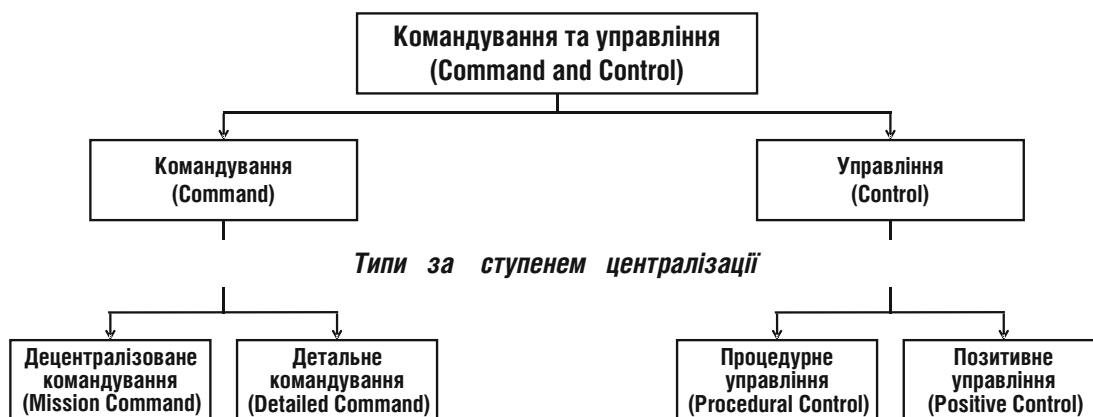 Командування та управління
(Command and Control)
Командування
(Command)
Управління
(Control)
Типи за ступенем централізації
Децентралізоване
командування
(Mission Command)
Детальне
командування
(Detailed Command)
Процедурне
управління
(Procedural Control)
Позитивне
управління
(Positive Control)